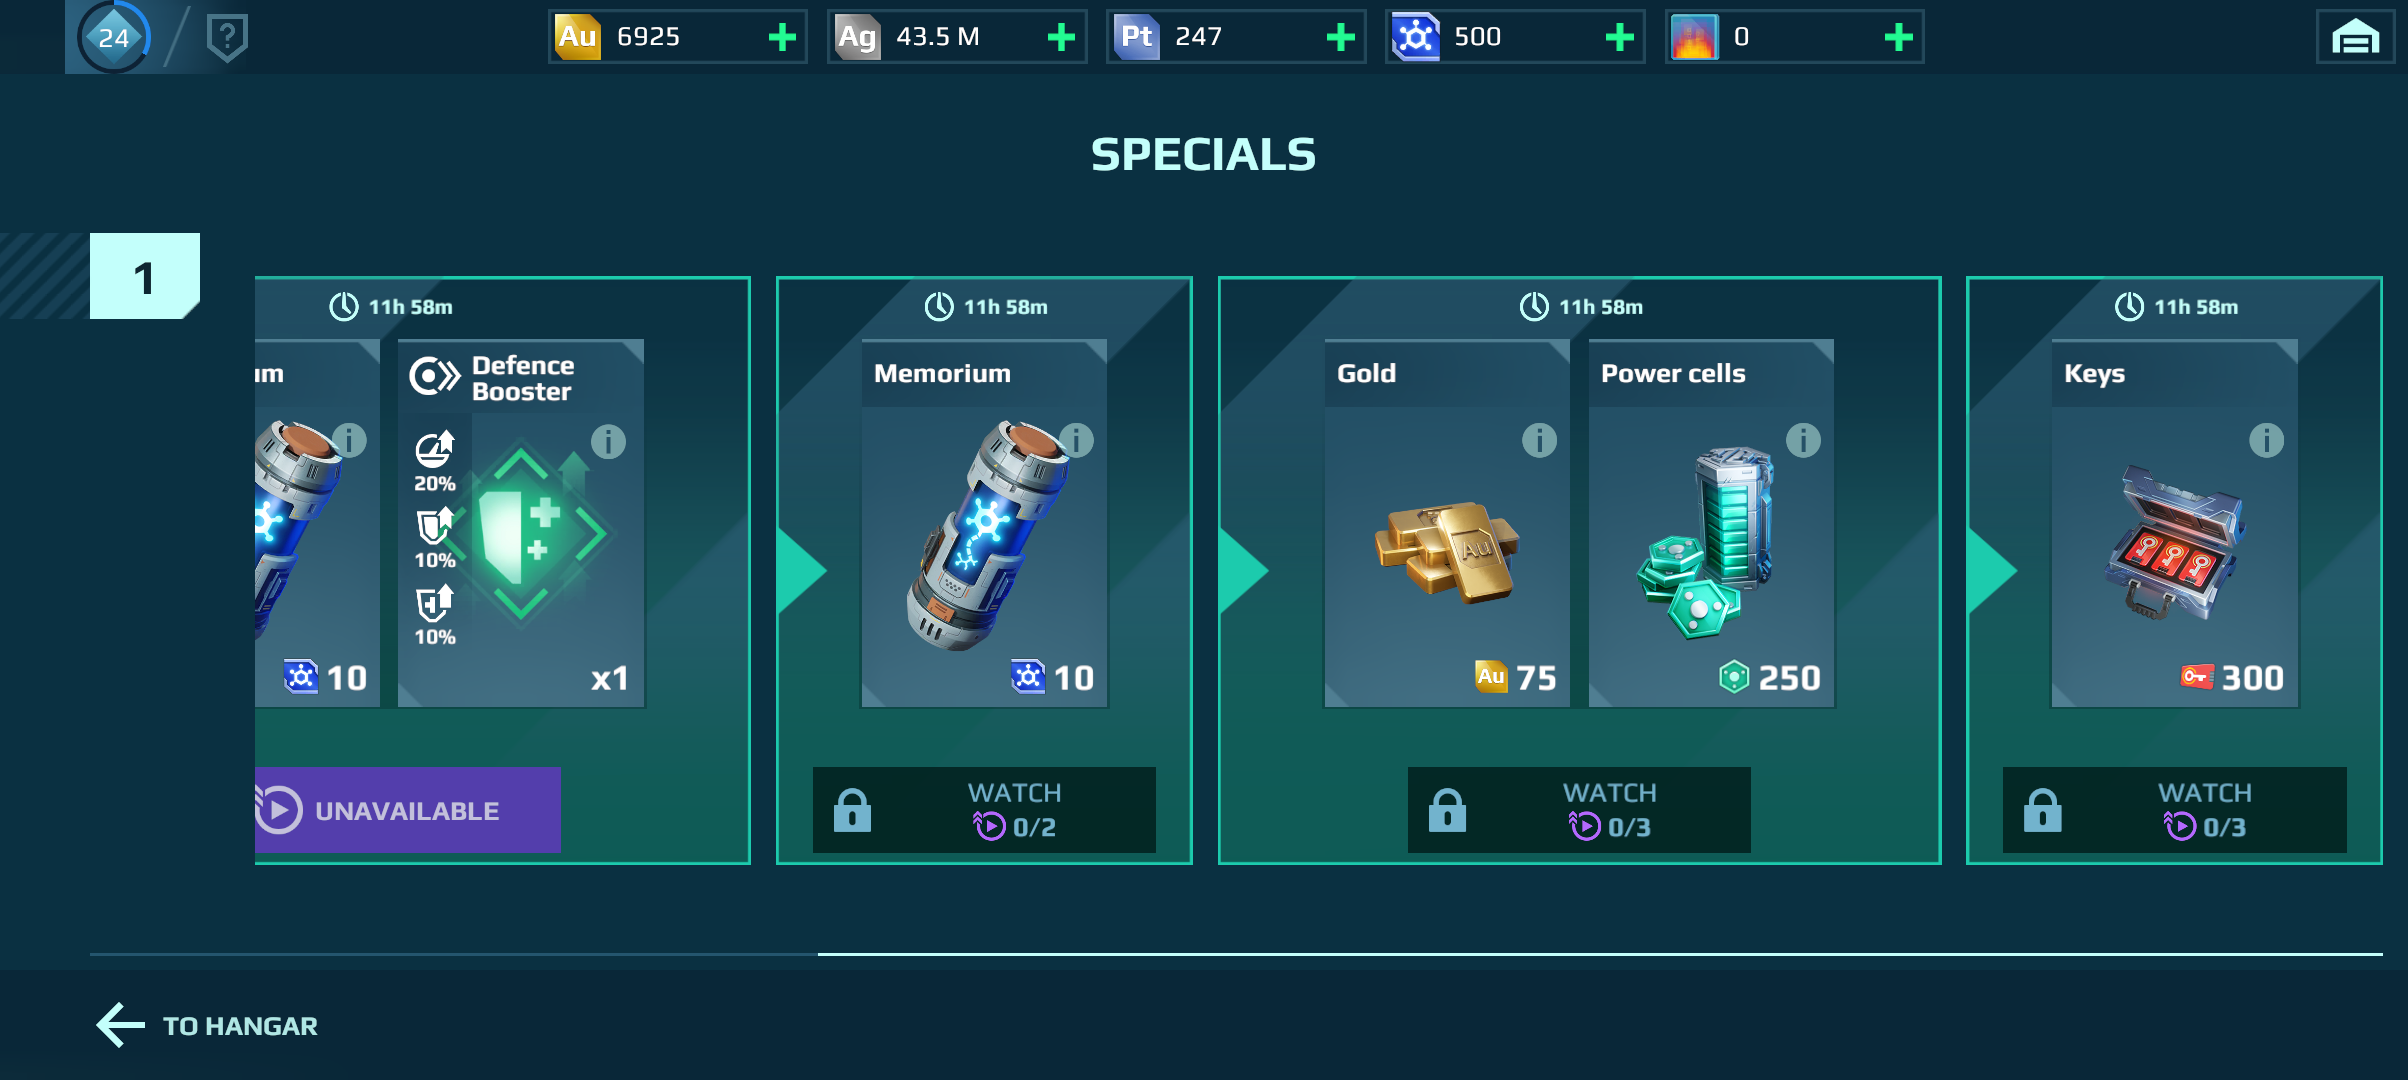 24
Au 6925
Ag 43.5 M
Pt 247
500
0
SPECIALS
1
11h 58m
10
Defence
Booster
20%
10%
10%
x1
UNAVAILABLE
11h 58m
Memorium
10
WATCH
0/2
11h 58m
Gold
Au
Au 75
Power cells
250
WATCH
0/3
11h 58m
Keys
300
WATCH
0/3
TO HANGAR